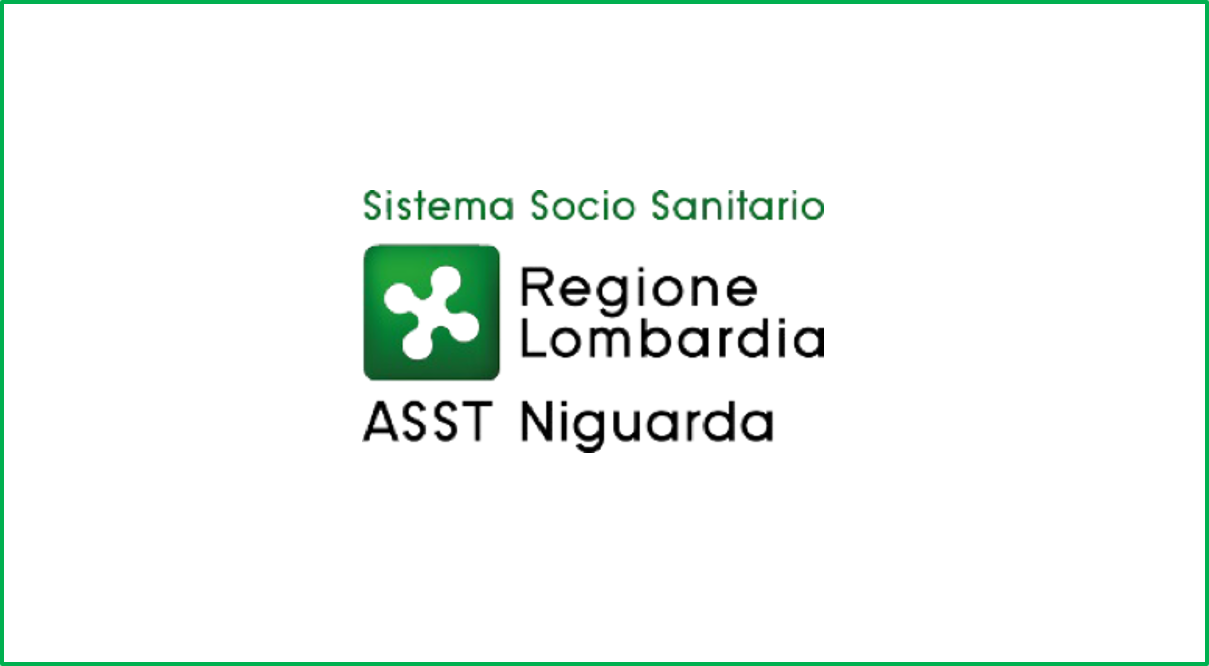 Sistema Socio Sanitario
Regione
Lombardia
ASST Niguarda